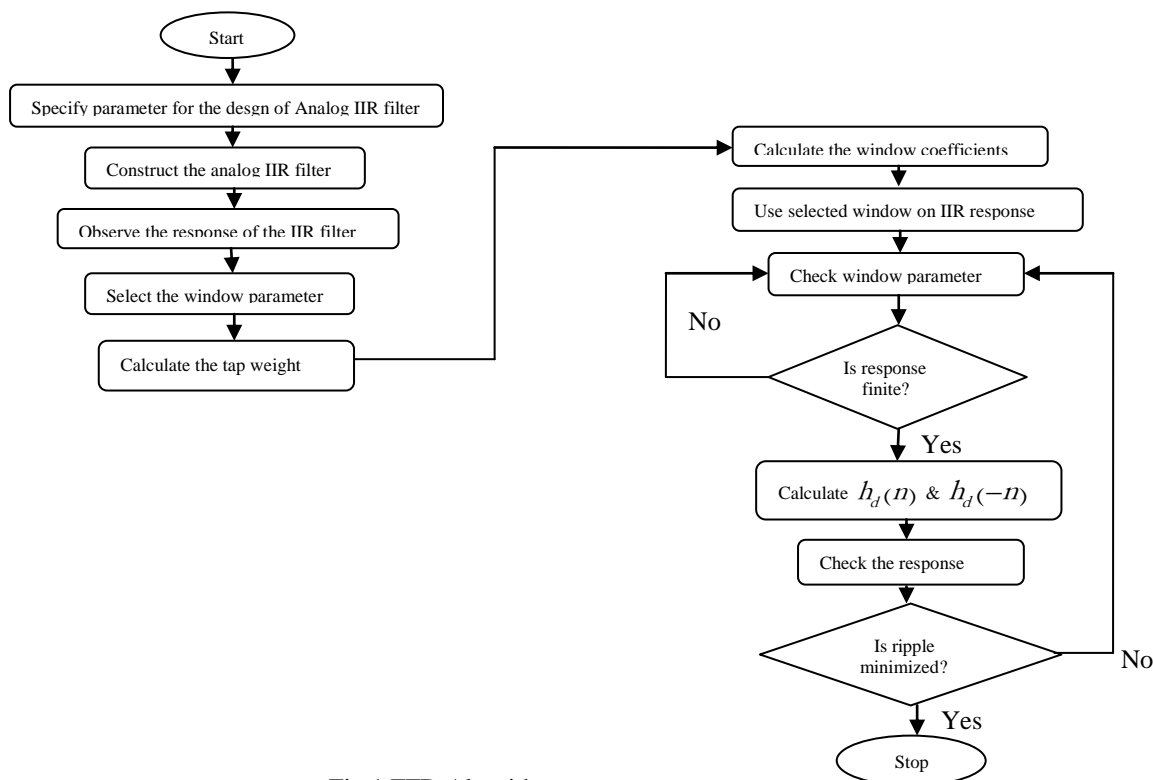 Start
Specify parameter for the desgn of Analog IIR filter
Construct the analog IIR filter
Observe the response of the IIR filter
Select the window parameter
Calculate the tap weight
Calculate the window coefficients
Use selected window on IIR response
Check window parameter
No
Is response
finite?
Yes
Calculate h_d(n) & h_d(−n)
Check the response
Is ripple
minimized?
No
Yes
Stop